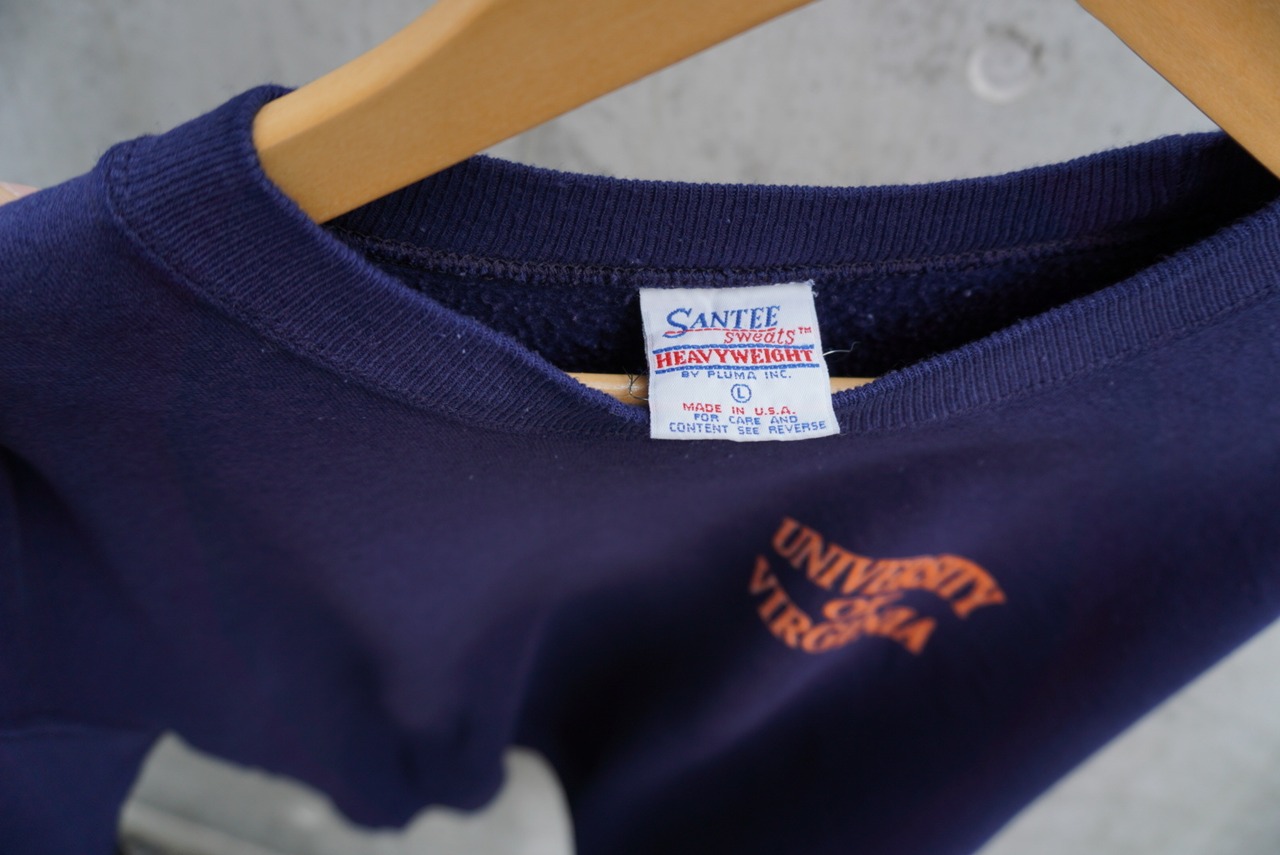 SANTEE
sweats™
HEAVYWEIGHT
BY PLUMA INC.
L
MADE IN U.S.A.
FOR CARE AND
CONTENT SEE REVERSE
UNIVERSITY
of
VIRGINIA